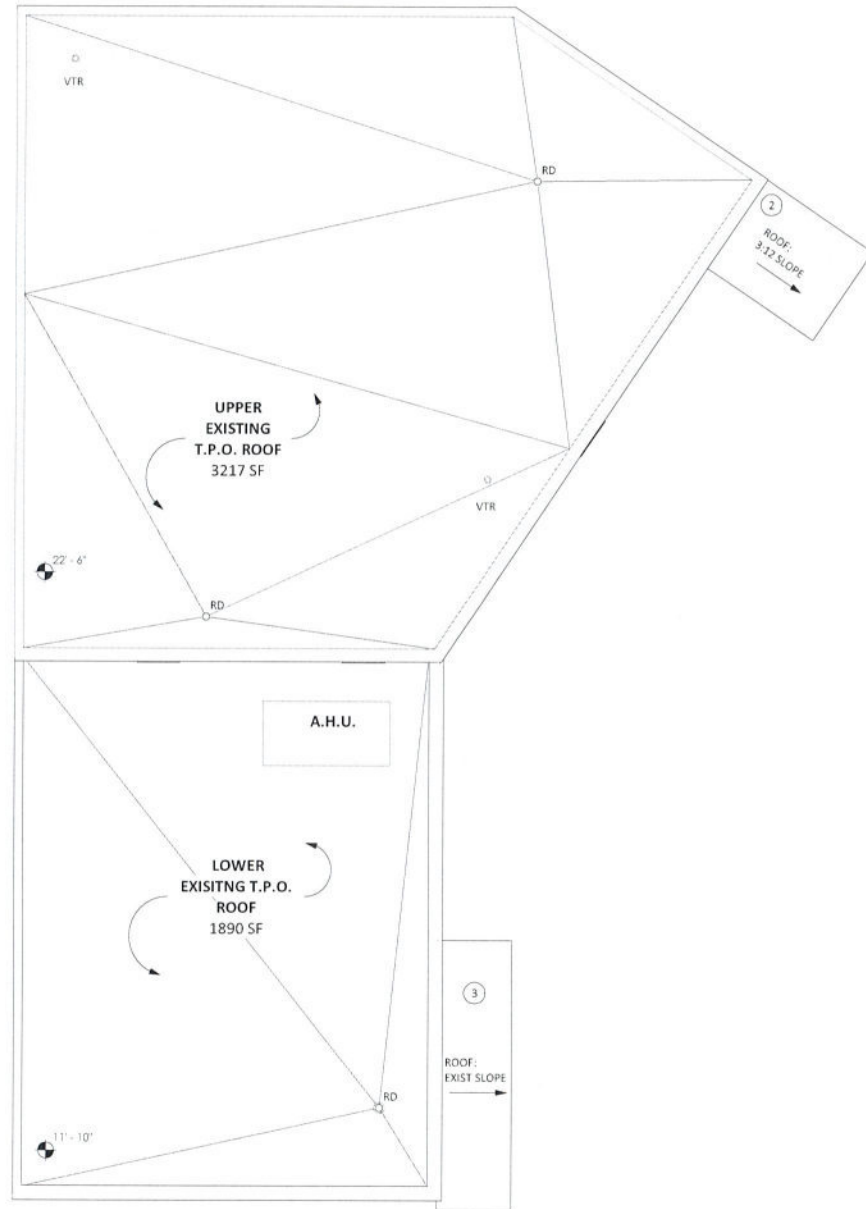 VTR
RD
2
ROOF:
3:12 SLOPE
UPPER
EXISTING
T.P.O. ROOF
3217 SF
VTR
22' - 6"
RD
A.H.U.
LOWER
EXISITNG T.P.O.
ROOF
1890 SF
3
ROOF:
EXIST SLOPE
RD
11' - 10"